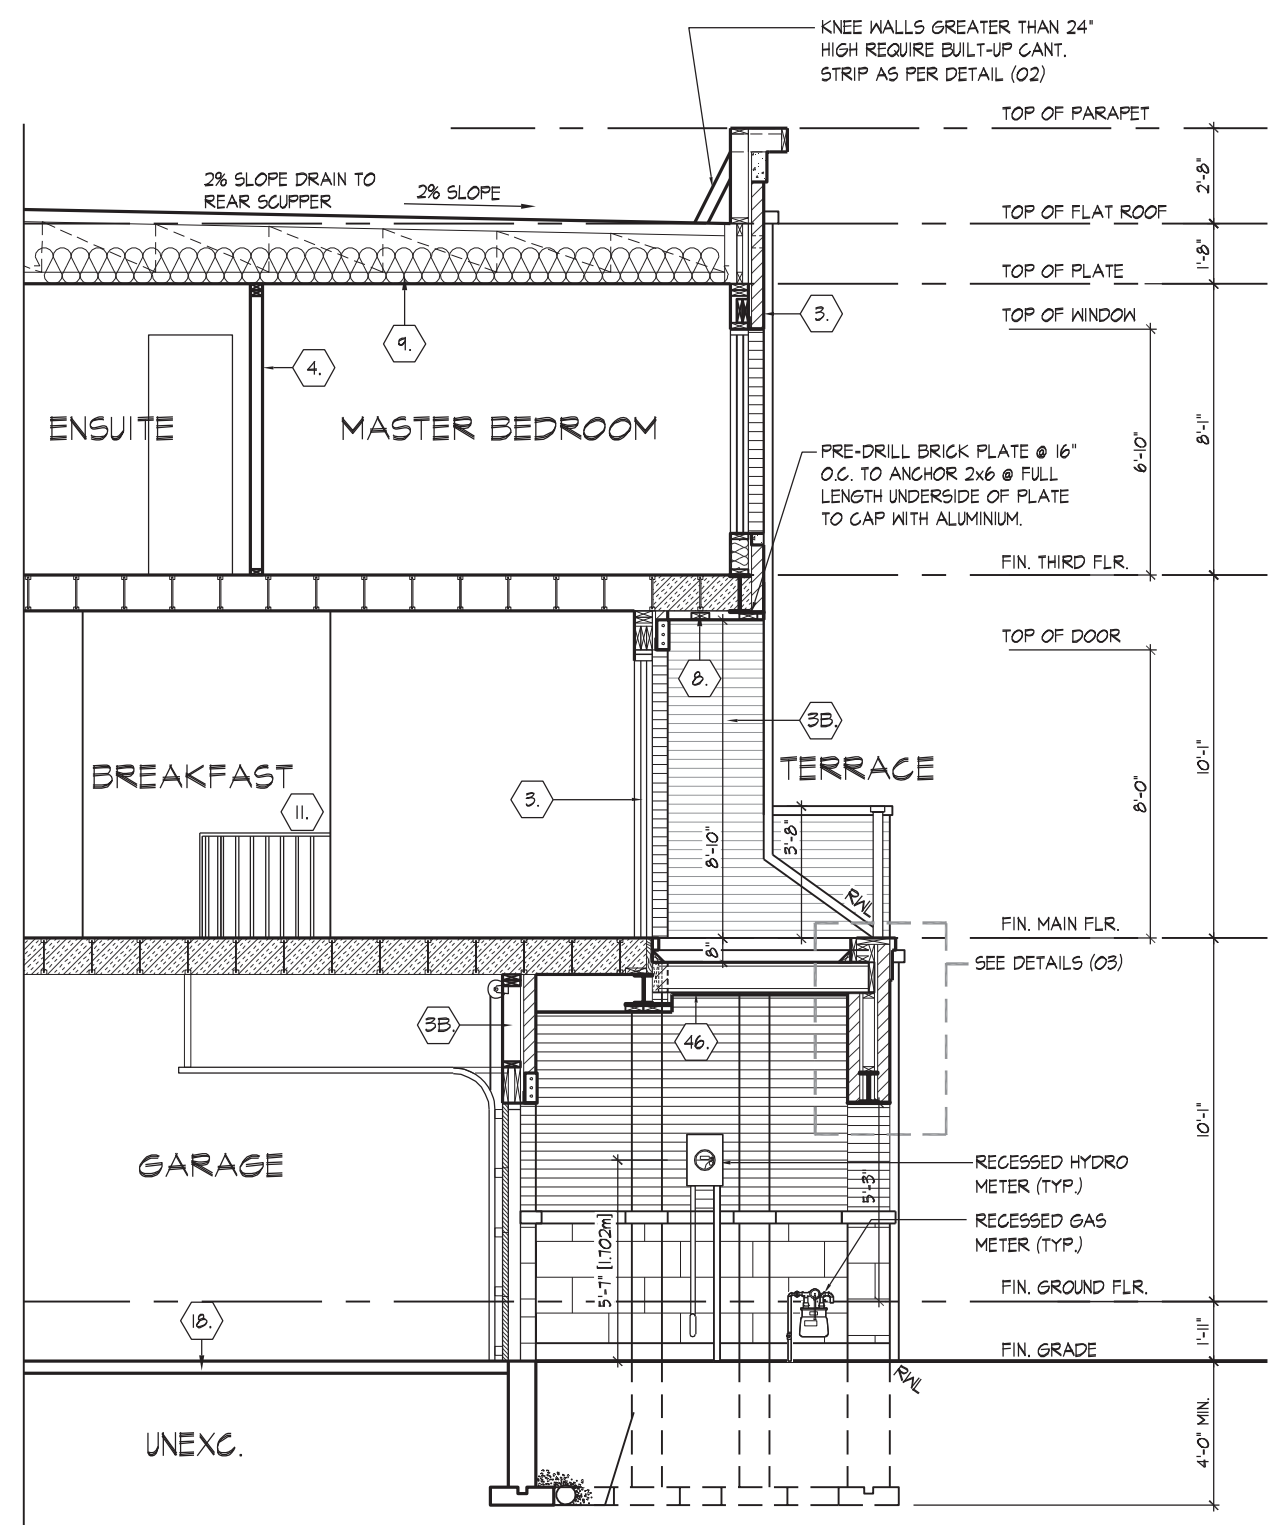 KNEE WALLS GREATER THAN 24"
HIGH REQUIRE BUILT-UP CANT.
STRIP AS PER DETAIL (02)
TOP OF PARAPET
2'-8"
2% SLOPE DRAIN TO
REAR SCUPPER
2% SLOPE
TOP OF FLAT ROOF
1'-8"
TOP OF PLATE
3.
TOP OF WINDOW
9.
4.
ENSUITE
MASTER BEDROOM
6'-10"
8'-1"
PRE-DRILL BRICK PLATE @ 16"
O.C. TO ANCHOR 2x6 @ FULL
LENGTH UNDERSIDE OF PLATE
TO CAP WITH ALUMINIUM.
FIN. THIRD FLR.
TOP OF DOOR
8.
3B.
TERRACE
BREAKFAST
11.
3.
8'-10"
3'-8"
8'-0"
10'-1"
RWL
FIN. MAIN FLR.
8"
SEE DETAILS (03)
3B.
46.
10'-1"
GARAGE
RECESSED HYDRO
METER (TYP.)
5'-3"
RECESSED GAS
METER (TYP.)
5'-7" [1.702m]
FIN. GROUND FLR.
18.
1'-11"
FIN. GRADE
RWL
UNEXC.
4'-0" MIN.